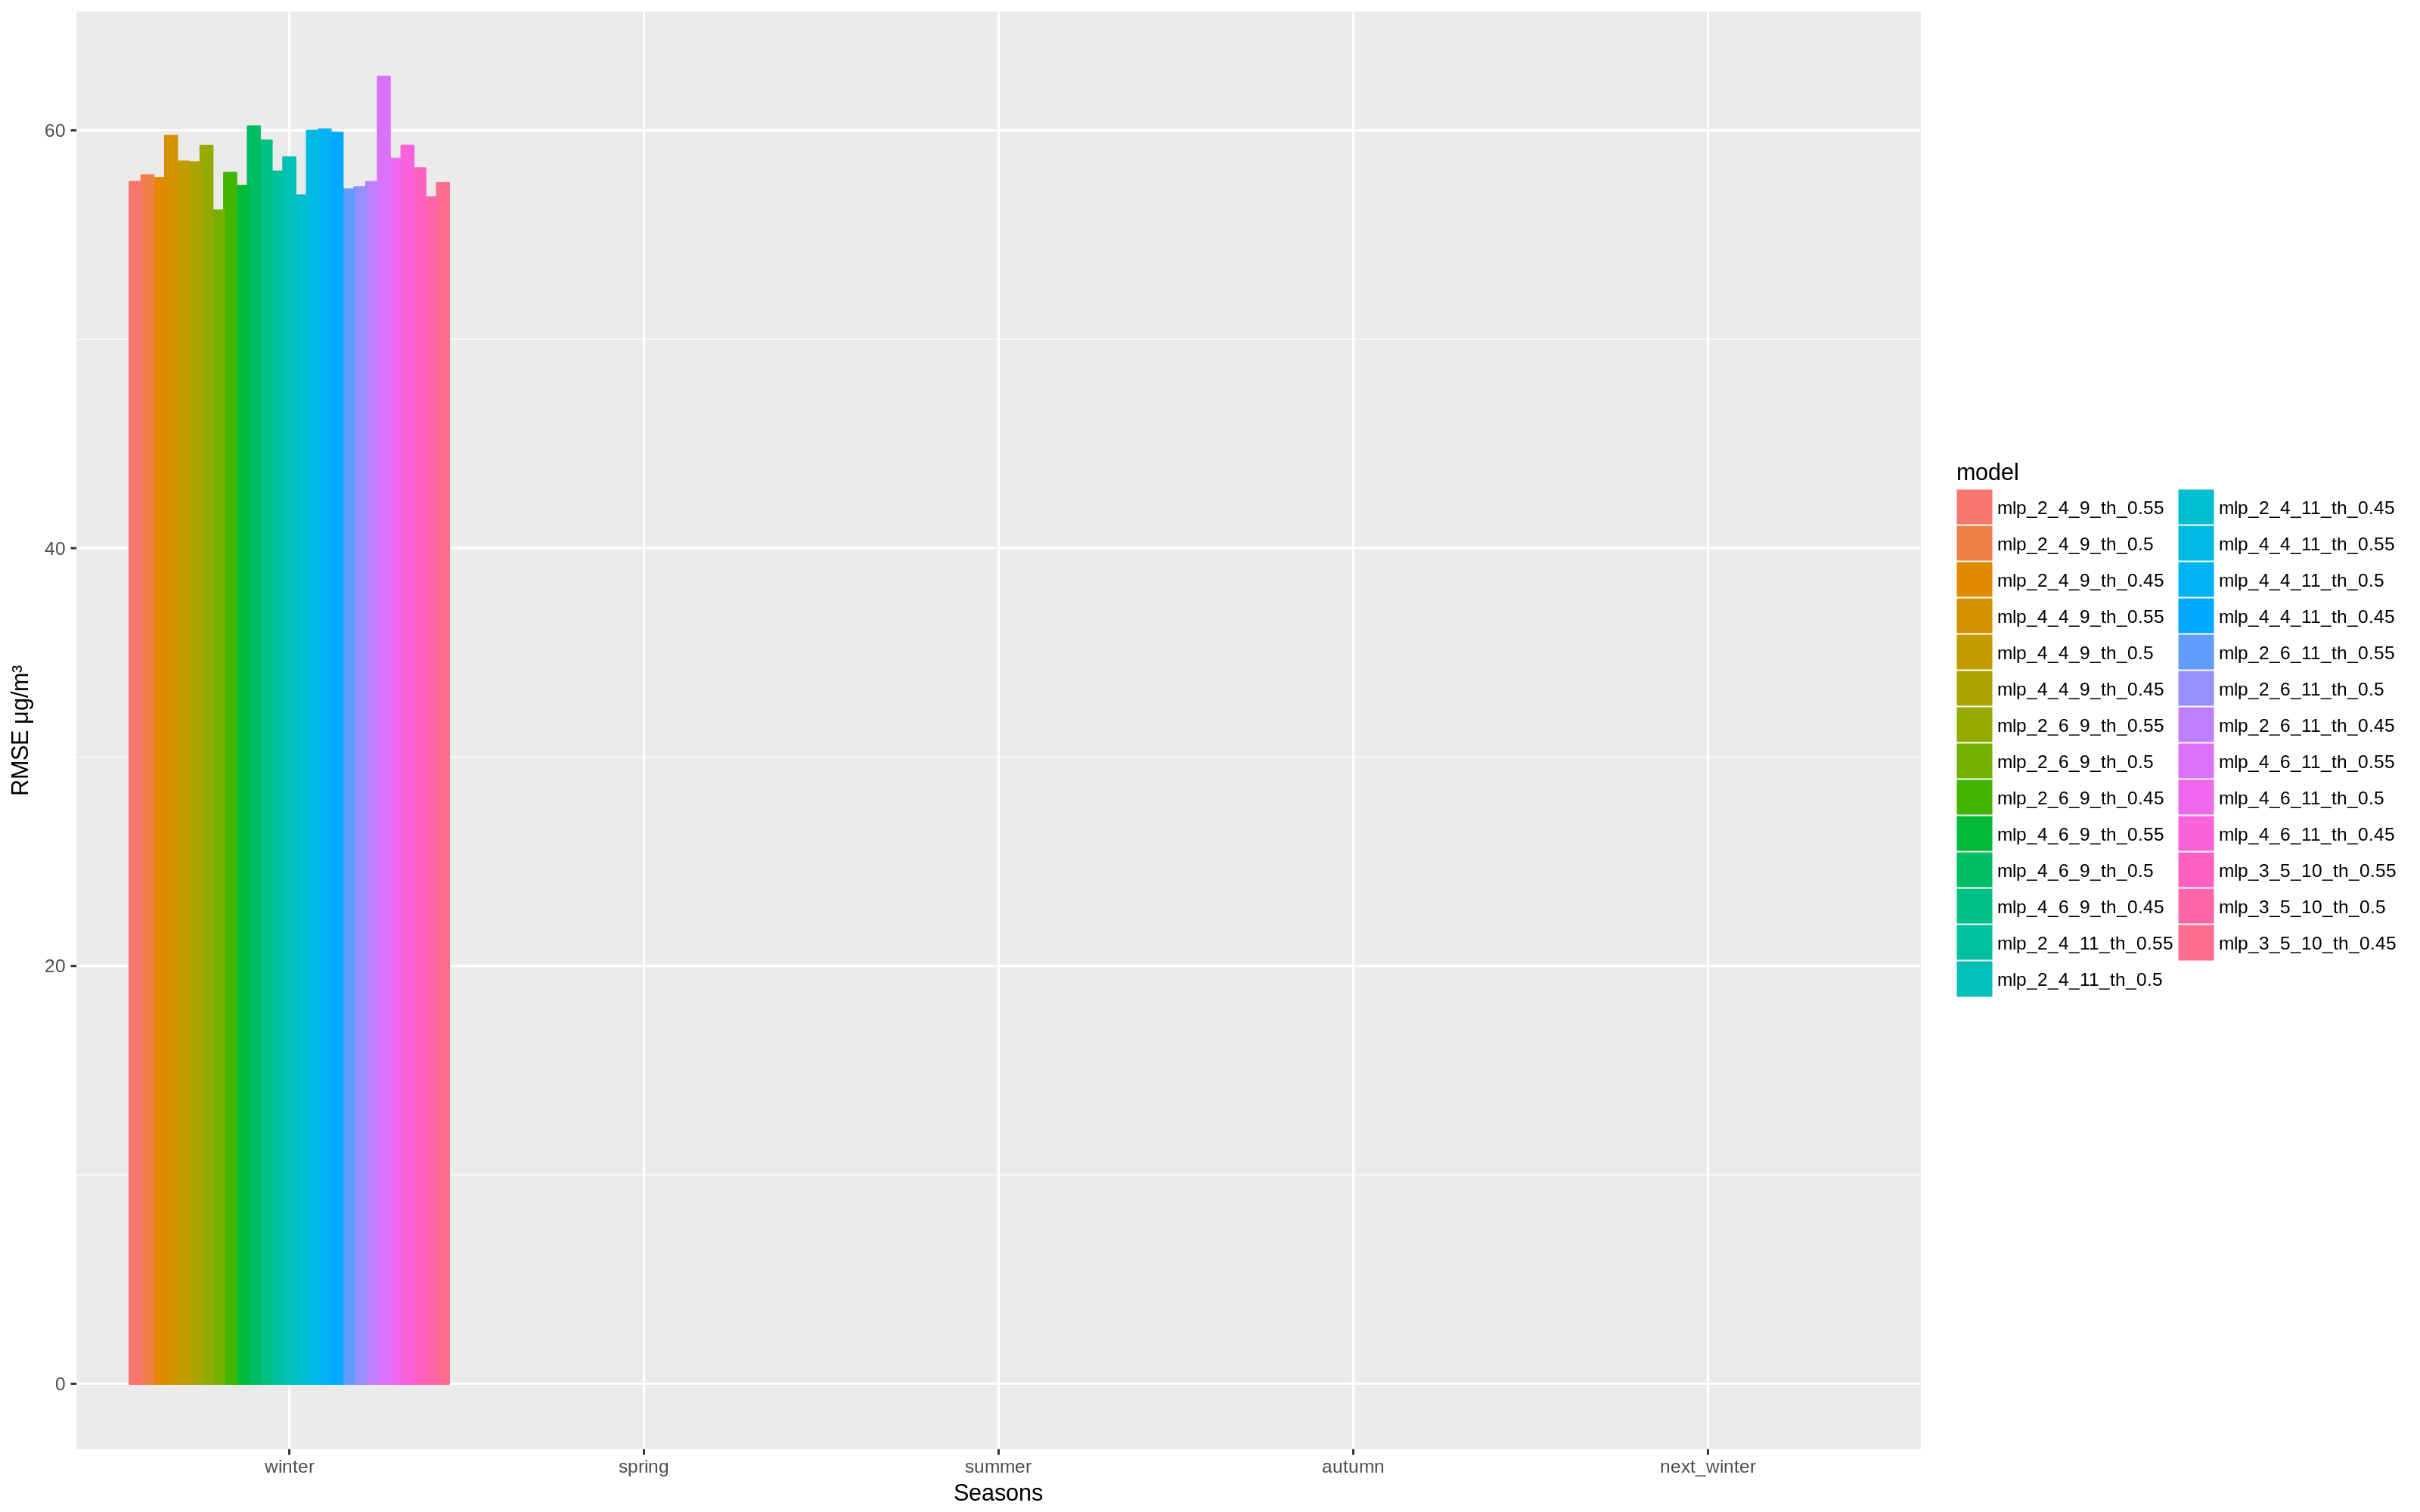 60
40
20
0
RMSE μg/m³
winter
spring
summer
autumn
next_winter
Seasons
model
mlp_2_4_9_th_0.55
mlp_2_4_9_th_0.5
mlp_2_4_9_th_0.45
mlp_4_4_9_th_0.55
mlp_4_4_9_th_0.5
mlp_4_4_9_th_0.45
mlp_2_6_9_th_0.55
mlp_2_6_9_th_0.5
mlp_2_6_9_th_0.45
mlp_4_6_9_th_0.55
mlp_4_6_9_th_0.5
mlp_4_6_9_th_0.45
mlp_2_4_11_th_0.55
mlp_2_4_11_th_0.5
mlp_2_4_11_th_0.45
mlp_4_4_11_th_0.55
mlp_4_4_11_th_0.5
mlp_4_4_11_th_0.45
mlp_2_6_11_th_0.55
mlp_2_6_11_th_0.5
mlp_2_6_11_th_0.45
mlp_4_6_11_th_0.55
mlp_4_6_11_th_0.5
mlp_4_6_11_th_0.45
mlp_3_5_10_th_0.55
mlp_3_5_10_th_0.5
mlp_3_5_10_th_0.45